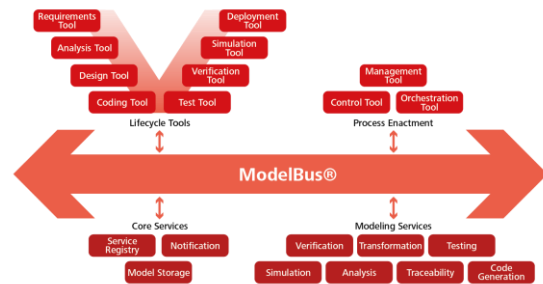 Requirements
Tool
Deployment
Tool
Analysis Tool
Simulation
Tool
Design Tool
Verification
Tool
Management
Tool
Coding Tool
Test Tool
Control Tool
Orchestration
Tool
Lifecycle Tools
Process Enactment
ModelBus®
Core Services
Modeling Services
Service
Registry
Notification
Verification
Transformation
Testing
Model Storage
Simulation
Analysis
Traceability
Code
Generation